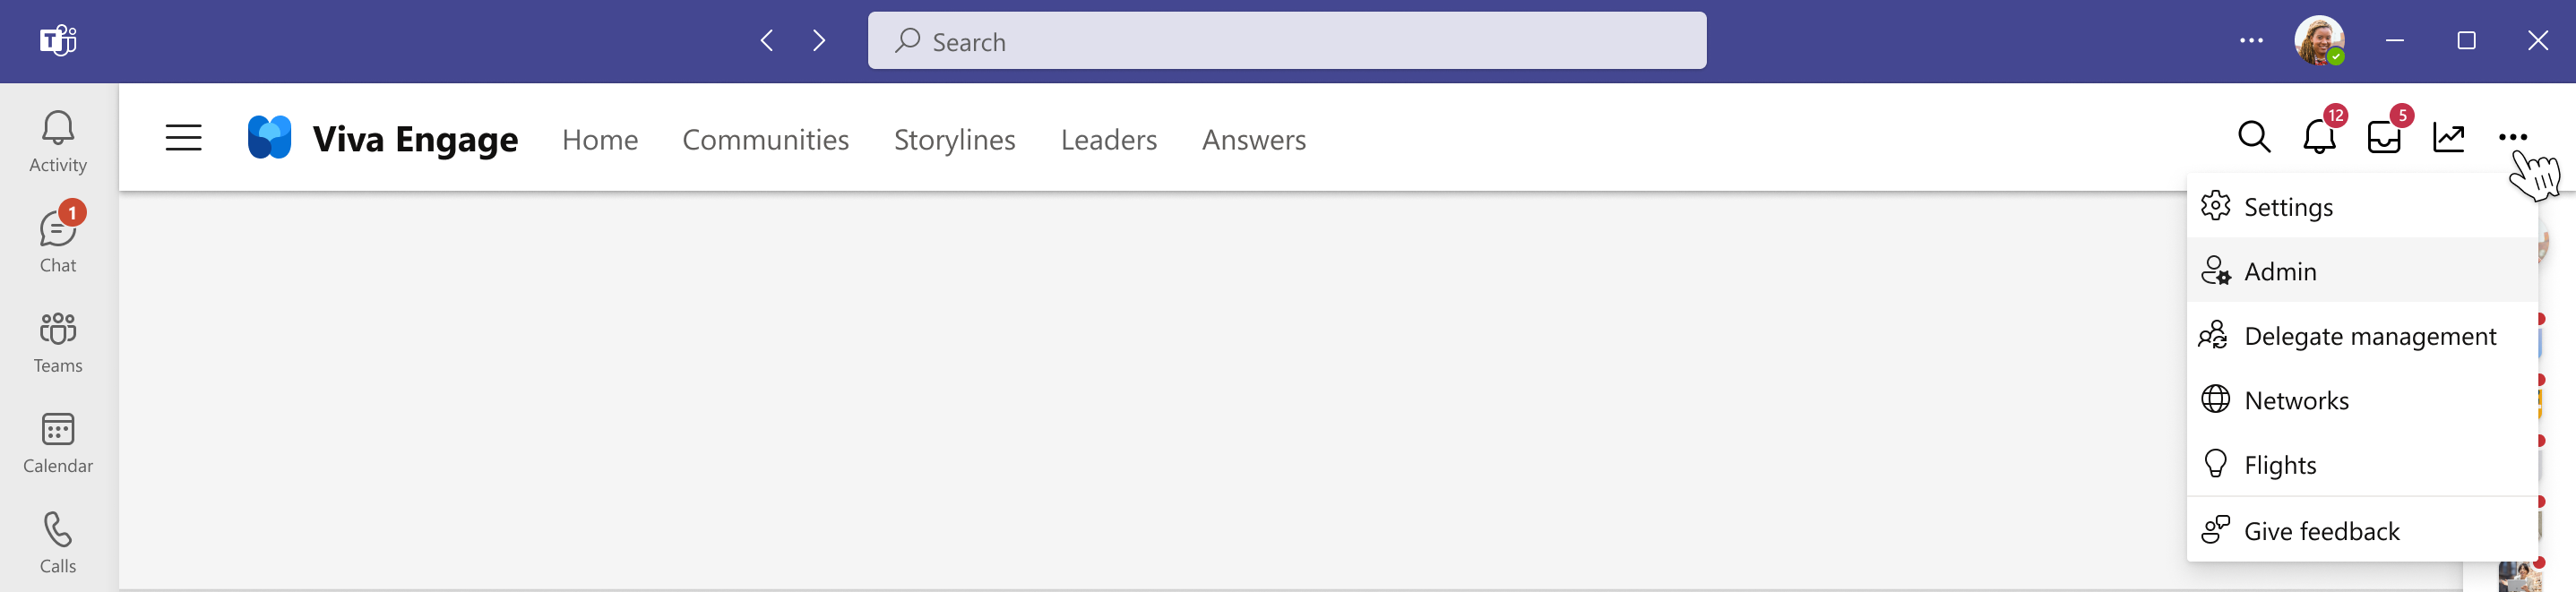 Search
Activity
1
Chat
Teams
Calendar
Calls
Viva Engage
Home
Communities
Storylines
Leaders
Answers
12
5
Settings
Admin
Delegate management
Networks
Flights
Give feedback